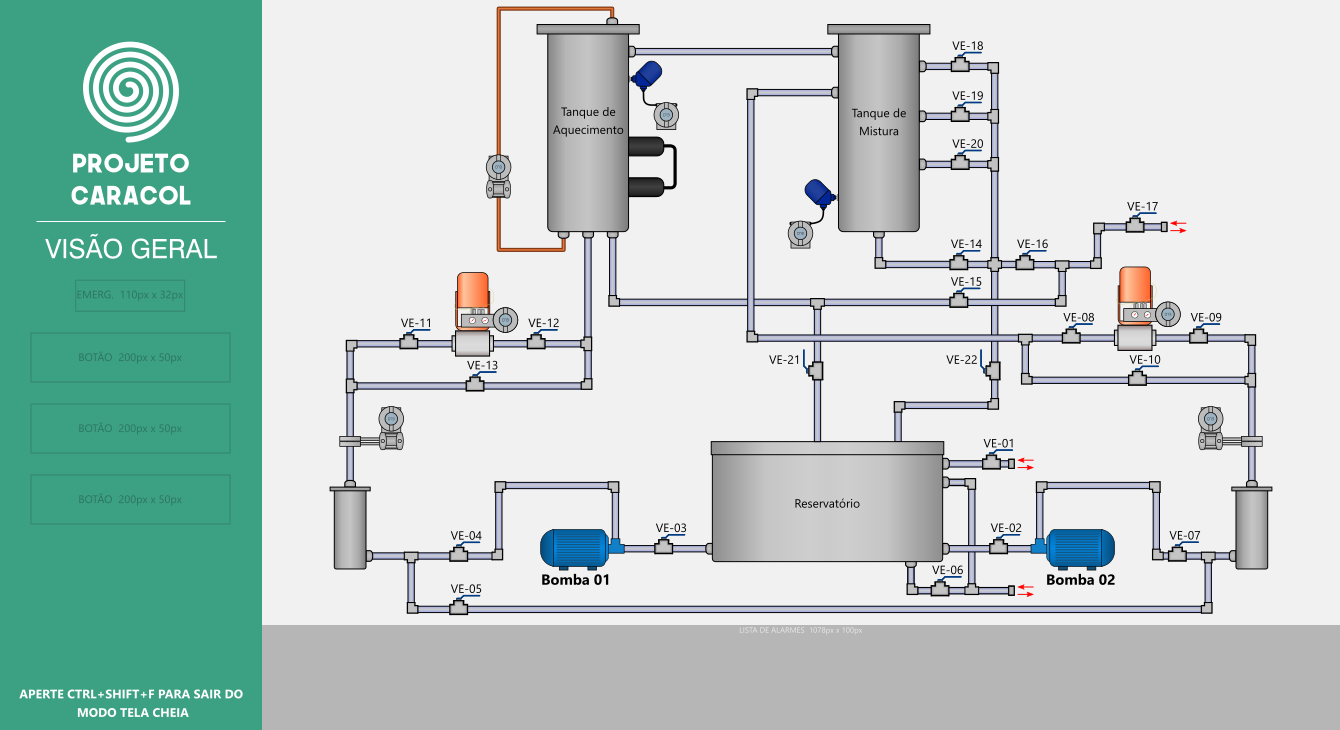 PROJETO
CARACOL
VISÃO GERAL
EMERG. 110px x 32px
BOTÃO 200px x 50px
BOTÃO 200px x 50px
BOTÃO 200px x 50px
APERTE CTRL+SHIFT+F PARA SAIR DO
MODO TELA CHEIA
Tanque de
Aquecimento
Tanque de
Mistura
VE-18
VE-19
VE-20
VE-17
VE-14
VE-16
VE-15
VE-11
VE-12
VE-13
VE-08
VE-09
VE-10
VE-21
VE-22
VE-01
Reservatório
VE-04
VE-03
VE-02
VE-07
Bomba 01
VE-06
Bomba 02
VE-05
LISTA DE ALARMES 1078px x 100px